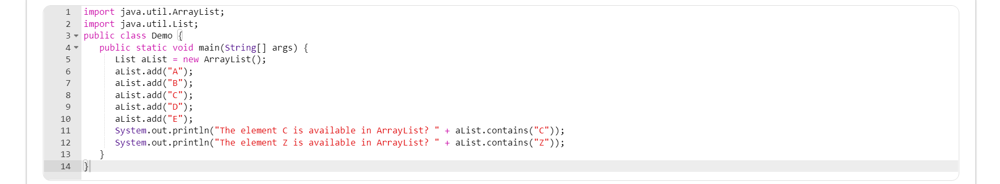 1 import java.util.ArrayList;
2 import java.util.List;
3 public class Demo {
4    public static void main(String[] args) {
5       List aList = new ArrayList();
6       aList.add("A");
7       aList.add("B");
8       aList.add("C");
9       aList.add("D");
10       aList.add("E");
11       System.out.println("The element C is available in ArrayList? " + aList.contains("C"));
12       System.out.println("The element Z is available in ArrayList? " + aList.contains("Z"));
13    }
14 }